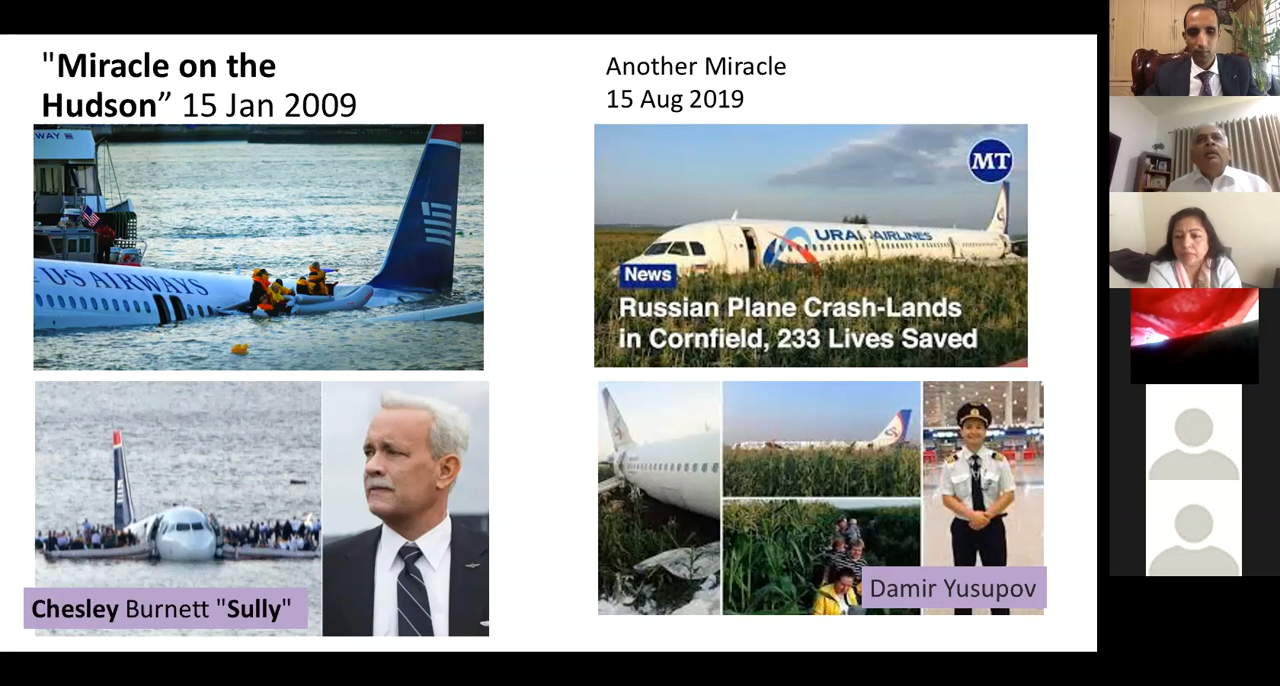 "Miracle on the
Hudson” 15 Jan 2009
Another Miracle
15 Aug 2019
WAY
US AIRWAYS
MT
URAL AIRLINES
News
Russian Plane Crash-Lands
in Cornfield, 233 Lives Saved
Chesley Burnett "Sully"
Damir Yusupov